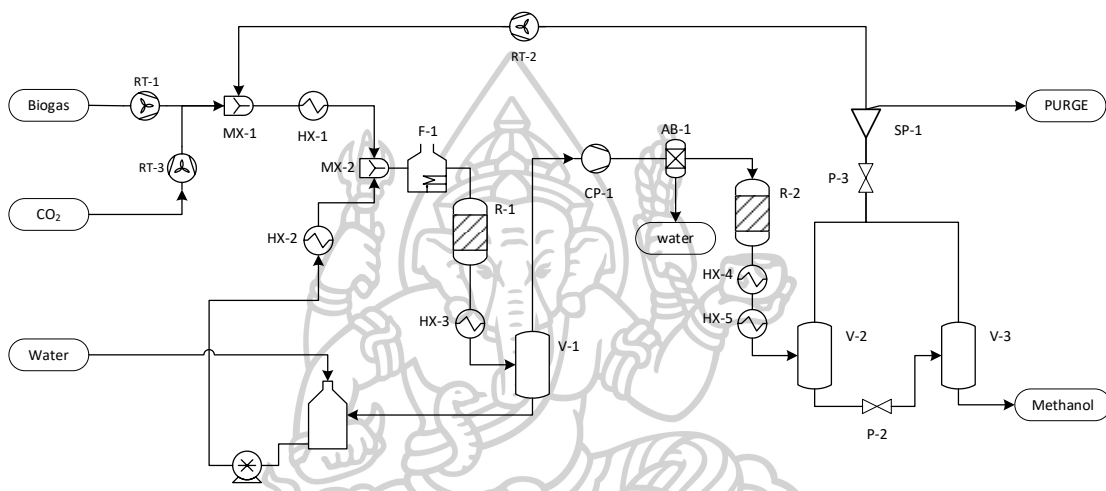 RT-2
RT-1
Biogas
MX-1
HX-1
F-1
AB-1
SP-1
PURGE
MX-2
RT-3
CP-1
R-2
P-3
CO₂
R-1
water
HX-2
HX-4
HX-3
HX-5
Water
V-1
V-2
V-3
Methanol
P-2